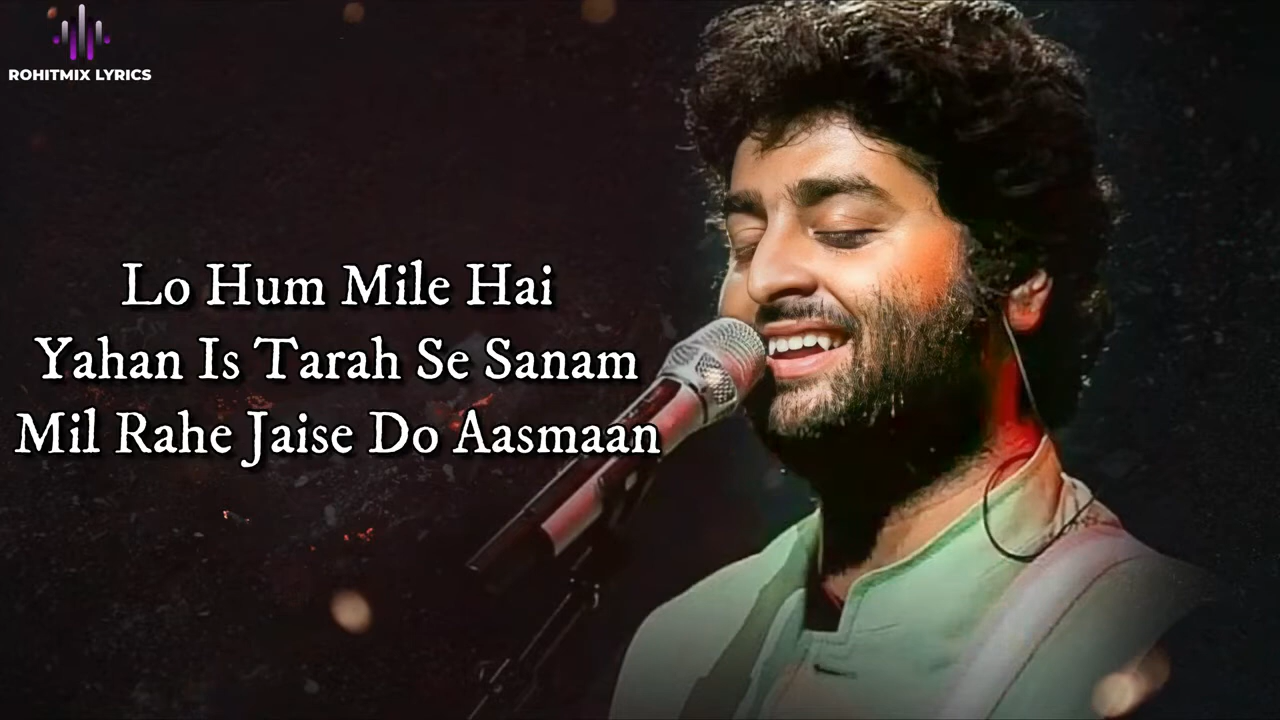 ROHITMIX LYRICS
Lo Hum Mile Hai
Yahan Is Tarah Se Sanam
Mil Rahe Jaise Do Aasmaan